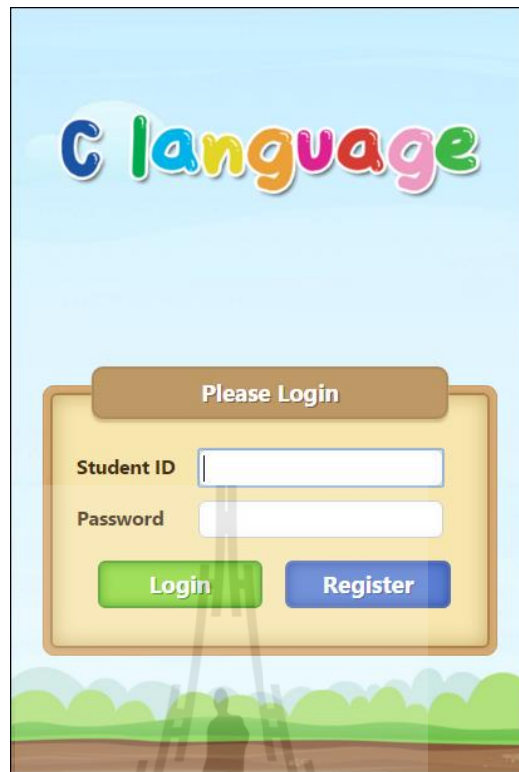 C language
Please Login
Student ID
Password
Login
Register